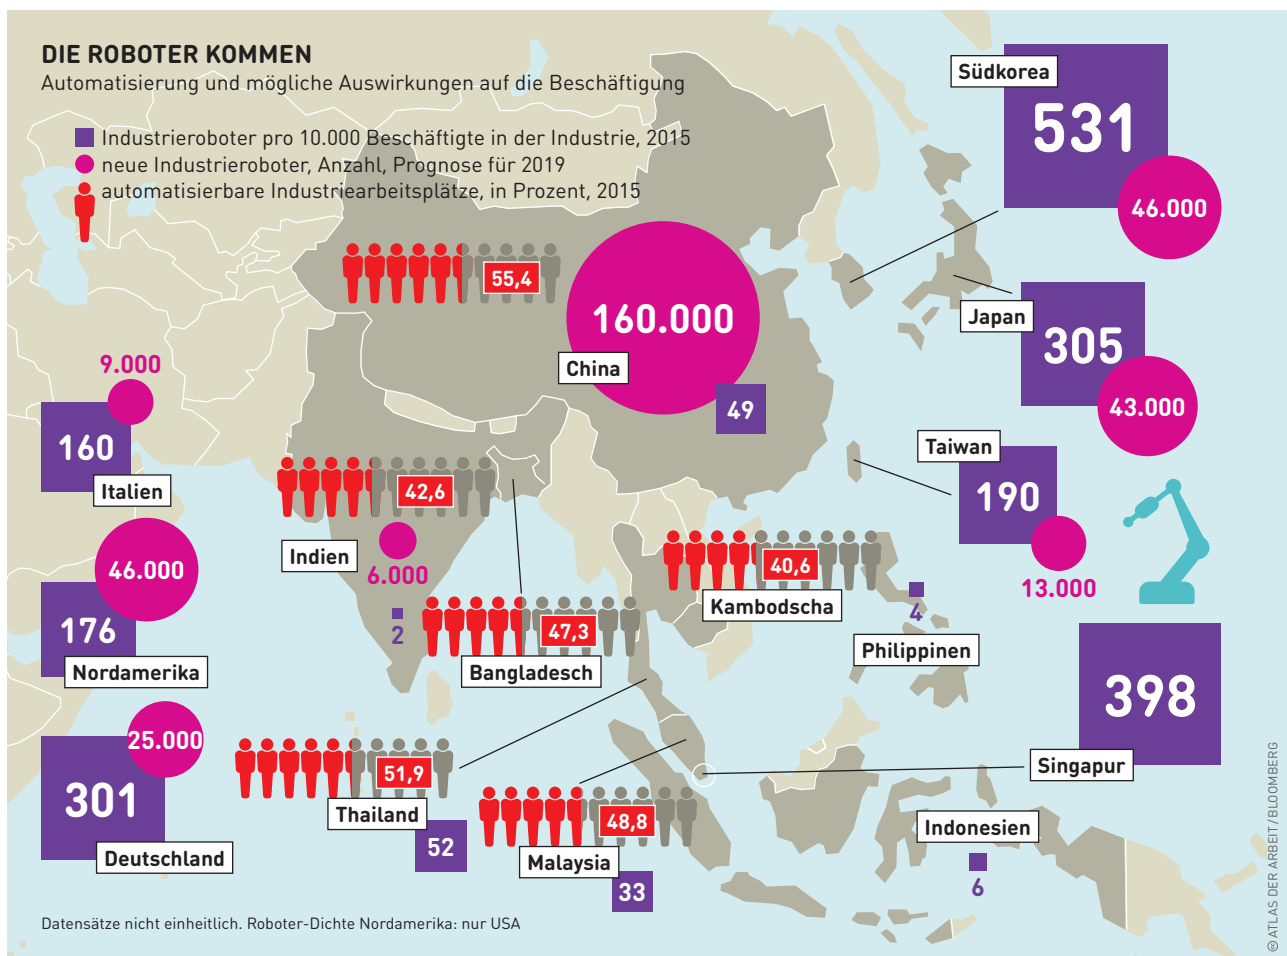 DIE ROBOTER KOMMEN
Automatisierung und mögliche Auswirkungen auf die Beschäftigung
Industrieroboter pro 10.000 Beschäftigte in der Industrie, 2015
neue Industrieroboter, Anzahl, Prognose für 2019
automatisierbare Industriearbeitsplätze, in Prozent, 2015
Südkorea
531
46.000
55,4
160.000
China
49
Japan
305
43.000
9.000
160
Italien
Taiwan
190
13.000
42,6
Indien
6.000
2
46.000
176
Nordamerika
40,6
Kambodscha
4
Philippinen
47,3
Bangladesch
398
Singapur
25.000
301
Deutschland
51,9
Thailand
52
48,8
Malaysia
33
Indonesien
6
Datensätze nicht einheitlich. Roboter-Dichte Nordamerika: nur USA
© ATLAS DER ARBEIT / BLOOMBERG